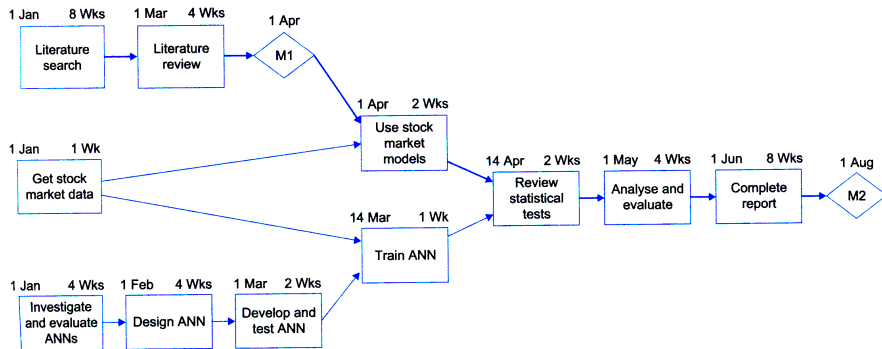 1 Jan 8 Wks
Literature
search
1 Mar 4 Wks
Literature
review
1 Apr
M1
1 Apr 2 Wks
Use stock
market
models
1 Jan 1 Wk
Get stock
market data
14 Mar 1 Wk
Train ANN
1 Jan 4 Wks
Investigate
and evaluate
ANNs
1 Feb 4 Wks
Design ANN
1 Mar 2 Wks
Develop and
test ANN
14 Apr 2 Wks
Review
statistical
tests
1 May 4 Wks
Analyse and
evaluate
1 Jun 8 Wks
Complete
report
1 Aug
M2